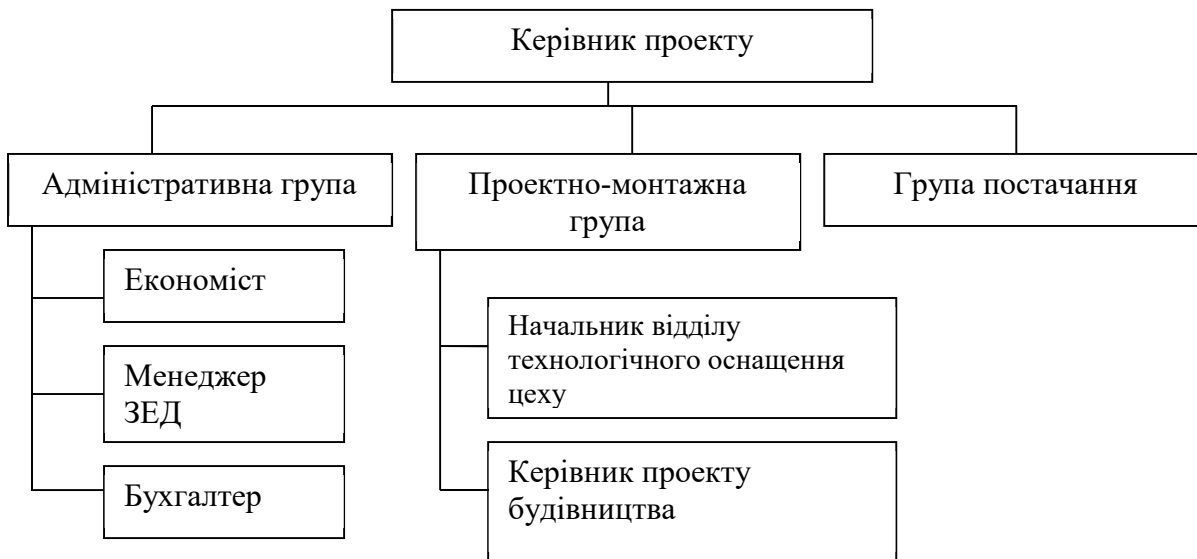 Керівник проекту
Адміністративна група
Проектно-монтажна
група
Група постачання
Економіст
Менеджер
ЗЕД
Бухгалтер
Начальник відділу
технологічного оснащення
цеху
Керівник проекту
будівництва